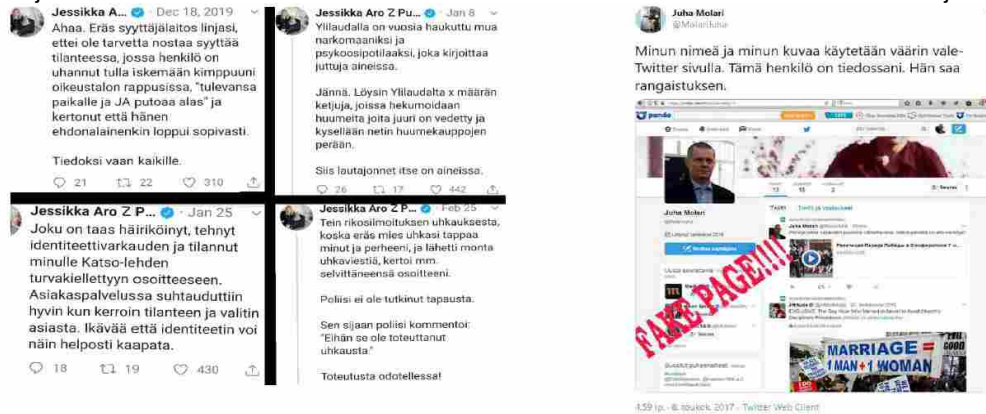 Jessikka A... · Dec 18, 2019
Ahaa. Eräs syyttäjälaitos linjasi,
ettei ole tarvetta nostaa syyttää
tilanteessa, jossa henkilö on
uhannut tulla iskemään kimppuuni
oikeustalon rappusissa, "tulevansa
paikalle ja JA putoaa alas" ja
kertonut että hänen
ehdonalainenkin loppui sopivasti.
Tiedoksi vaan kaikille.
21 22 310
Jessikka Aro Z Pu... · Jan 8
Ylilaudalla on vuosia haukuttu mua
narkomaaniksi ja
psykoosipotilaaksi, joka kirjoittaa
juttuja aineissa.
Jännä. Löysin Ylilaudalta x määrän
ketjuja, joissa hekumoidaan
huumeita joita juuri on vedetty ja
kysellään netin huumekauppojen
perään.
Siis lautajonnet itse on aineissa.
26 17 442
Jessikka Aro Z P... · Jan 25
Joku on taas häiriköinyt, tehnyt
identiteettivarkauden ja tilannut
minulle Katso-lehden
turvakiellettyyn osoitteeseen.
Asiakaspalvelussa suhtauduttiin
hyvin kun kerroin tilanteen ja valitin
asiasta. Ikävää että identiteetin voi
näin helposti kaapata.
18 19 430
Jessikka Aro Z P... · Feb 25
Tein rikosilmoituksen uhkauksesta,
koska eräs mies uhkasi tappaa
minut ja perheeni, ja lähetti monta
uhkaviestiä, kertoi mm.
selvittäneensä osoitteeni.
Poliisi ei ole tutkinut tapausta.
Sen sijaan poliisi kommentoi:
"Eihän se ole toteuttanut
uhkausta."
Toteutusta odotellessa!
Juha Molari
@MolariJuha
Minun nimeä ja minun kuvaa käytetään väärin vale-
Twitter sivulla. Tämä henkilö on tiedossani. Hän saa
rangaistuksen.
panda
Juha Molari
FAKE PAGE!!!!
MARRIAGE =
1 MAN + 1 WOMAN
4.59 ip. · 8. toukok. 2017 · Twitter Web Client